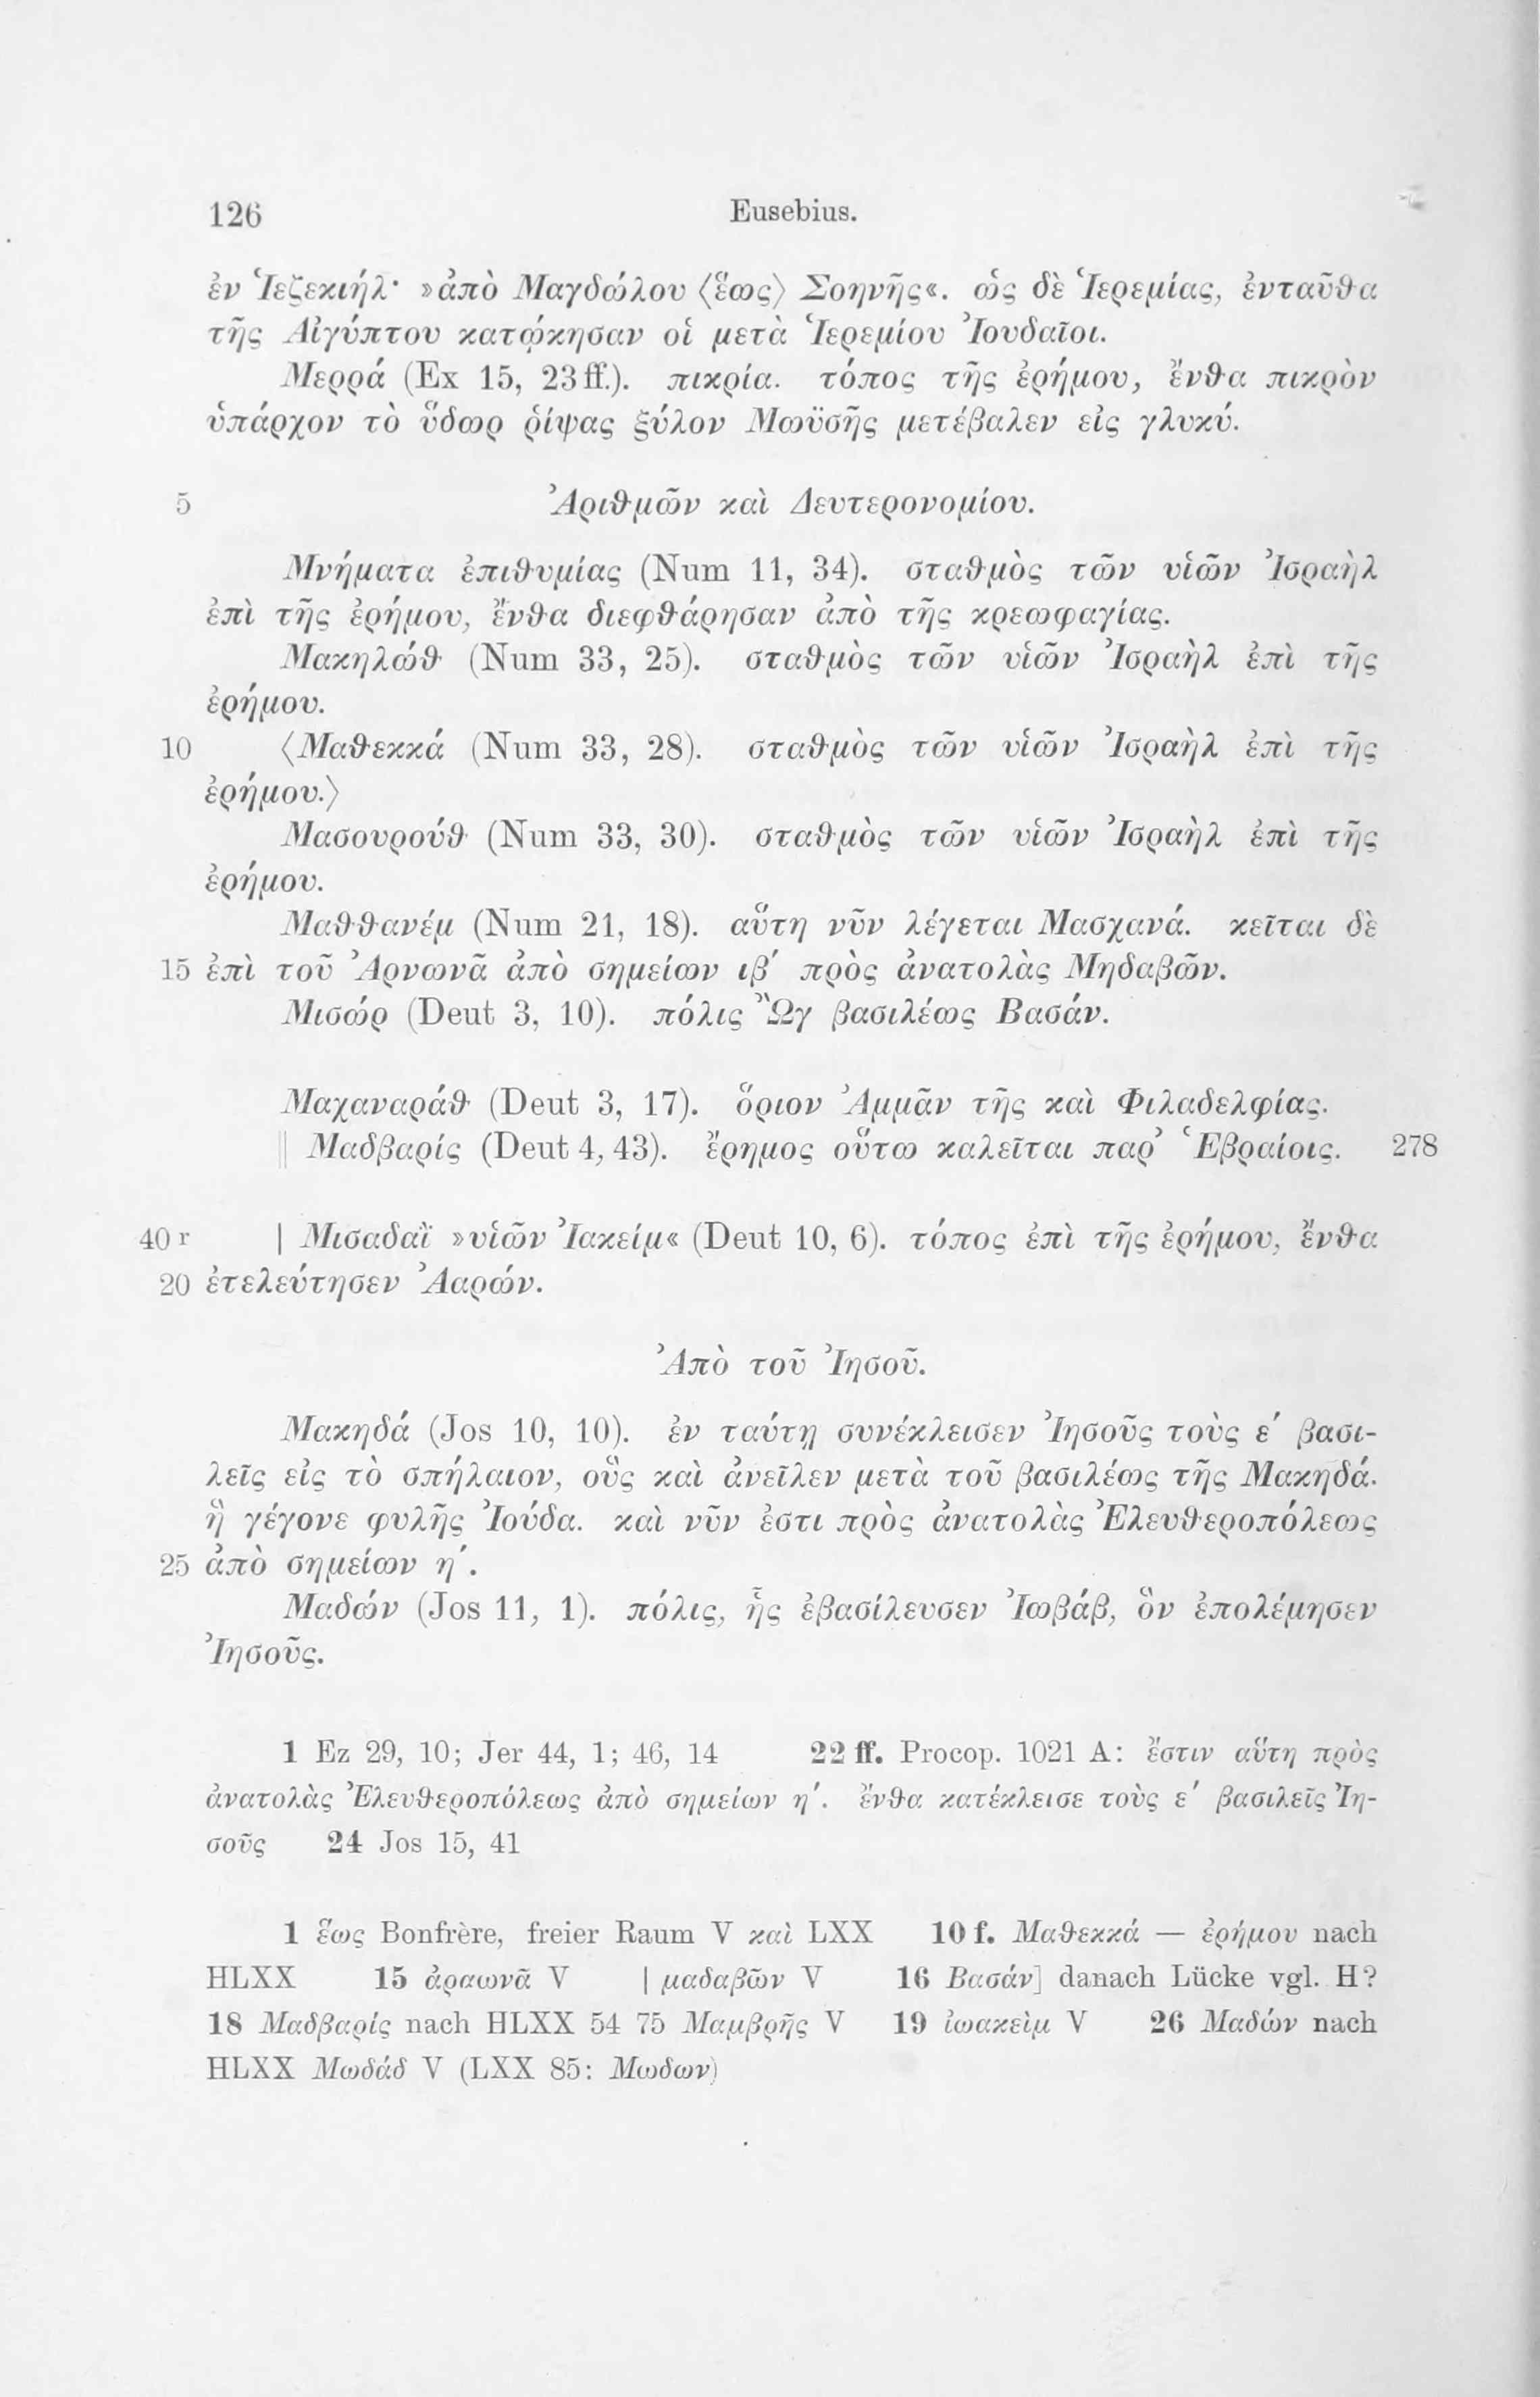 126 Eusebius.
ἐν Ἰεζεκιήλ· »ἀπὸ Μαγδώλου ⟨ἕως⟩ Σοηνῆς«. ὡς δὲ Ἱερεμίας, ἐνταῦθα
τῆς Αἰγύπτου κατῴκησαν οἱ μετὰ Ἱερεμίου Ἰουδαῖοι.
Μερρά (Ex 15, 23 ff.). πικρία. τόπος τῆς ἐρήμου, ἔνθα πικρὸν
ὑπάρχον τὸ ὕδωρ ῥίψας ξύλον Μωϋσῆς μετέβαλεν εἰς γλυκύ.
5 Ἀριθμῶν καὶ Δευτερονομίου.
Μνήματα ἐπιθυμίας (Num 11, 34). σταθμὸς τῶν υἱῶν Ἰσραὴλ
ἐπὶ τῆς ἐρήμου, ἔνθα διεφθάρησαν ἀπὸ τῆς κρεωφαγίας.
Μακηλώθ (Num 33, 25). σταθμὸς τῶν υἱῶν Ἰσραὴλ ἐπὶ τῆς
ἐρήμου.
10 ⟨Μαθεκκά (Num 33, 28). σταθμὸς τῶν υἱῶν Ἰσραὴλ ἐπὶ τῆς
ἐρήμου.⟩
Μασουρούθ (Num 33, 30). σταθμὸς τῶν υἱῶν Ἰσραὴλ ἐπὶ τῆς
ἐρήμου.
Μαθθανέμ (Num 21, 18). αὕτη νῦν λέγεται Μασχανά. κεῖται δὲ
15 ἐπὶ τοῦ Ἀρνωνᾶ ἀπὸ σημείων ιβʹ πρὸς ἀνατολὰς Μηδαβῶν.
Μισώρ (Deut 3, 10). πόλις Ὢγ βασιλέως Βασάν.
Μαχαναράθ (Deut 3, 17). ὅριον Ἀμμᾶν τῆς καὶ Φιλαδελφίας.
‖ Μαδβαρίς (Deut 4, 43). ἔρημος οὕτω καλεῖται παρ᾽ Ἑβραίοις. 278
40 r | Μισαδαῒ »υἱῶν Ἰακείμ« (Deut 10, 6). τόπος ἐπὶ τῆς ἐρήμου, ἔνθα
20 ἐτελεύτησεν Ἀαρών.
Ἀπὸ τοῦ Ἰησοῦ.
Μακηδά (Jos 10, 10). ἐν ταύτῃ συνέκλεισεν Ἰησοῦς τοὺς εʹ βασι-
λεῖς εἰς τὸ σπήλαιον, οὓς καὶ ἀνεῖλεν μετὰ τοῦ βασιλέως τῆς Μακηδά.
ἣ γέγονε φυλῆς Ἰούδα. καὶ νῦν ἐστι πρὸς ἀνατολὰς Ἐλευθεροπόλεως
25 ἀπὸ σημείων ηʹ.
Μαδών (Jos 11, 1). πόλις, ἧς ἐβασίλευσεν Ἰωβάβ, ὃν ἐπολέμησεν
Ἰησοῦς.
1 Ez 29, 10; Jer 44, 1; 46, 14 22 ff. Procop. 1021 A: ἔστιν αὕτη πρὸς
ἀνατολὰς Ἐλευθεροπόλεως ἀπὸ σημείων ηʹ. ἔνθα κατέκλεισε τοὺς εʹ βασιλεῖς Ἰη-
σοῦς 24 Jos 15, 41
1 ἕως Bonfrère, freier Raum V καὶ LXX 10 f. Μαθεκκά — ἐρήμου nach
HLXX 15 ἀραωνᾶ V | μαδαβῶν V 16 Βασάν] danach Lücke vgl. H?
18 Μαδβαρίς nach HLXX 54 75 Μαμβρῆς V 19 ἰωακεὶμ V 26 Μαδών nach
HLXX Μωδάδ V (LXX 85: Μωδων)